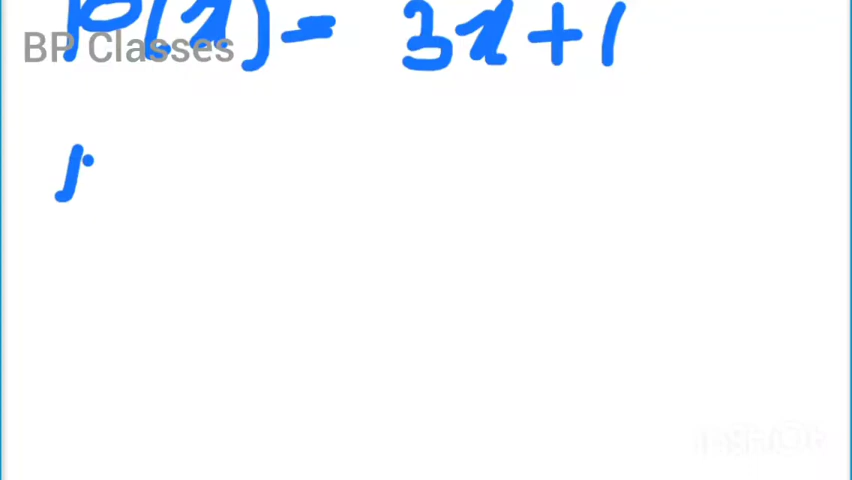 p(x) = 3x+1
BP Classes